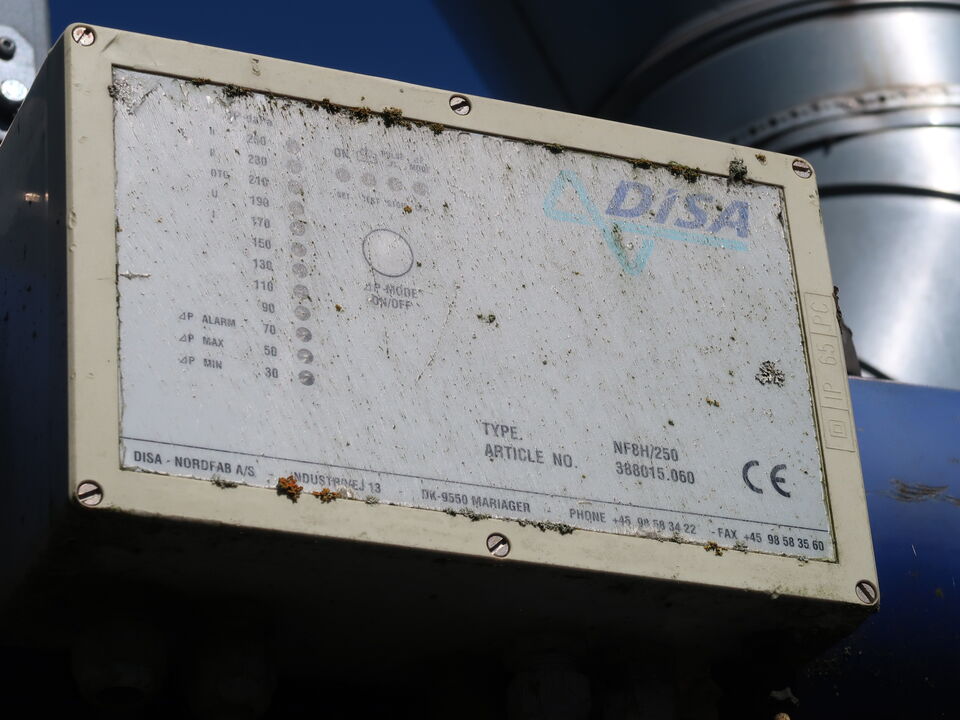 DISA
250
230
210
190
170
150
130
110
90
ΔP ALARM 70
ΔP MAX 50
ΔP MIN 30
ΔP-MODE
ON/OFF
TYPE. NF8H/250
ARTICLE NO. 388015.060
CE
DISA - NORDFAB A/S - INDUSTRIVEJ 13 DK-9550 MARIAGER - PHONE +45 98 58 34 22 - FAX +45 98 58 35 60
IP 65 PC